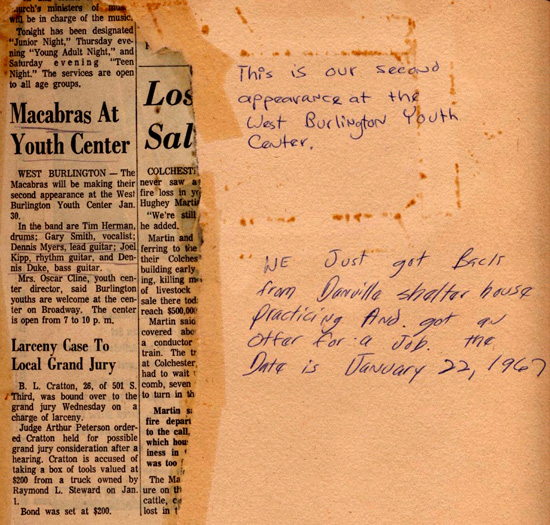 church's ministers of music
will be in charge of the music.
Tonight has been designated
"Junior Night," Thursday eve-
ning "Young Adult Night," and
Saturday evening "Teen
Night." The services are open
to all age groups.
Macabras At
Youth Center
WEST BURLINGTON — The
Macabras will be making their
second appearance at the West
Burlington Youth Center Jan.
30.
In the band are Tim Herman,
drums; Gary Smith, vocalist;
Dennis Myers, lead guitar; Joel
Kipp, rhythm guitar, and Den-
nis Duke, bass guitar.
Mrs. Oscar Cline, youth cen-
ter director, said Burlington
youths are welcome at the cen-
ter on Broadway. The center
is open from 7 to 10 p. m.
Larceny Case To
Local Grand Jury
B. L. Cratton, 26, of 501 S.
Third, was bound over to the
grand jury Wednesday on a
charge of larceny.
Judge Arthur Peterson order-
ed Cratton held for possible
grand jury consideration after a
hearing. Cratton is accused of
taking a box of tools valued at
$200 from a truck owned by
Raymond L. Steward on Jan.
1.
Bond was set at $200.
Los
Sal
COLCHEST
never saw a
fire loss in y
Hughey Marti
"We're still
he added.
Martin and
ferring to the
their Colches
building early
ing, killing m
of livestock
sale there tod
reach $500,000
Martin said
covered abo
a conductor
train. The tr
at Colchester,
had to wait
comb, seven
to turn in th
Martin s
fire depart
to the call,
which hou
iness in
was too f
The Ma
ure on th
cattle, c
lost in t
This is our second
appearance at the
West Burlington Youth
Center.
WE Just got Back
from Danville shelter house
practicing And. got an
offer for a Job. the
Date is January 22, 1967